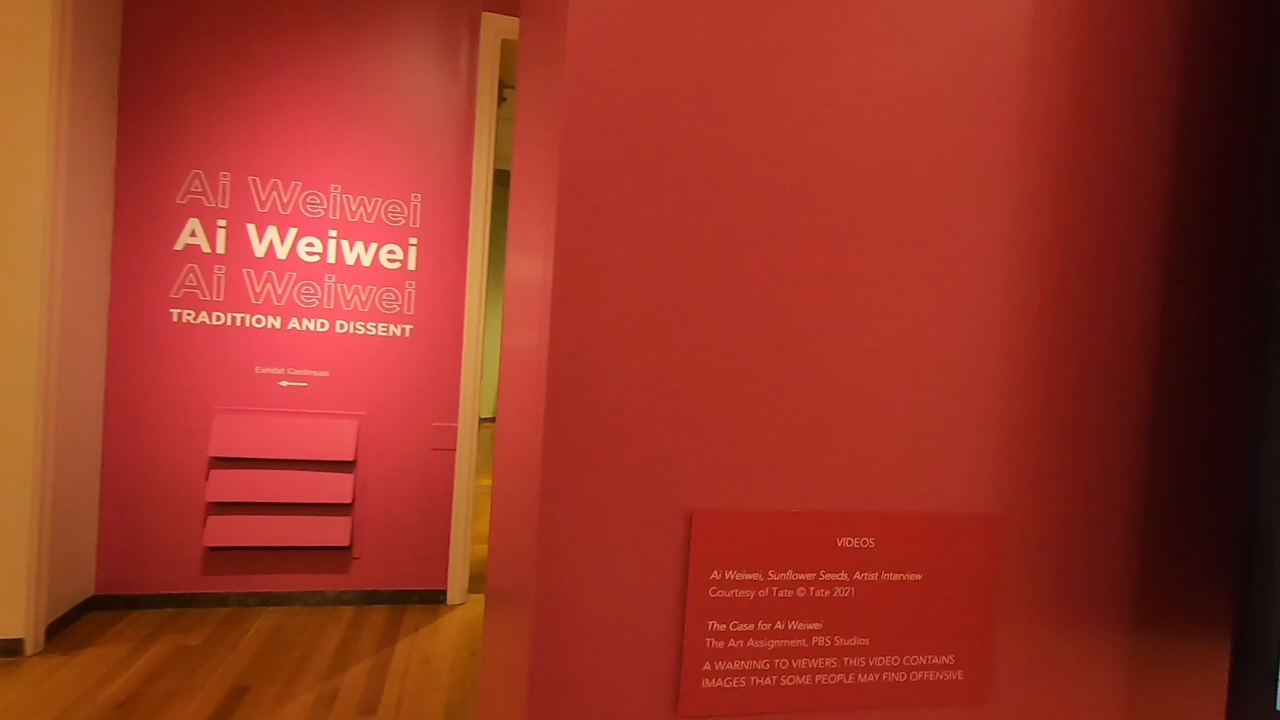 Ai Weiwei
Ai Weiwei
Ai Weiwei
TRADITION AND DISSENT
Exhibit Continues
VIDEOS
Ai Weiwei, Sunflower Seeds, Artist Interview
Courtesy of Tate © Tate 2021
The Case for Ai Weiwei
The Art Assignment, PBS Studios
A WARNING TO VIEWERS: THIS VIDEO CONTAINS
IMAGES THAT SOME PEOPLE MAY FIND OFFENSIVE.